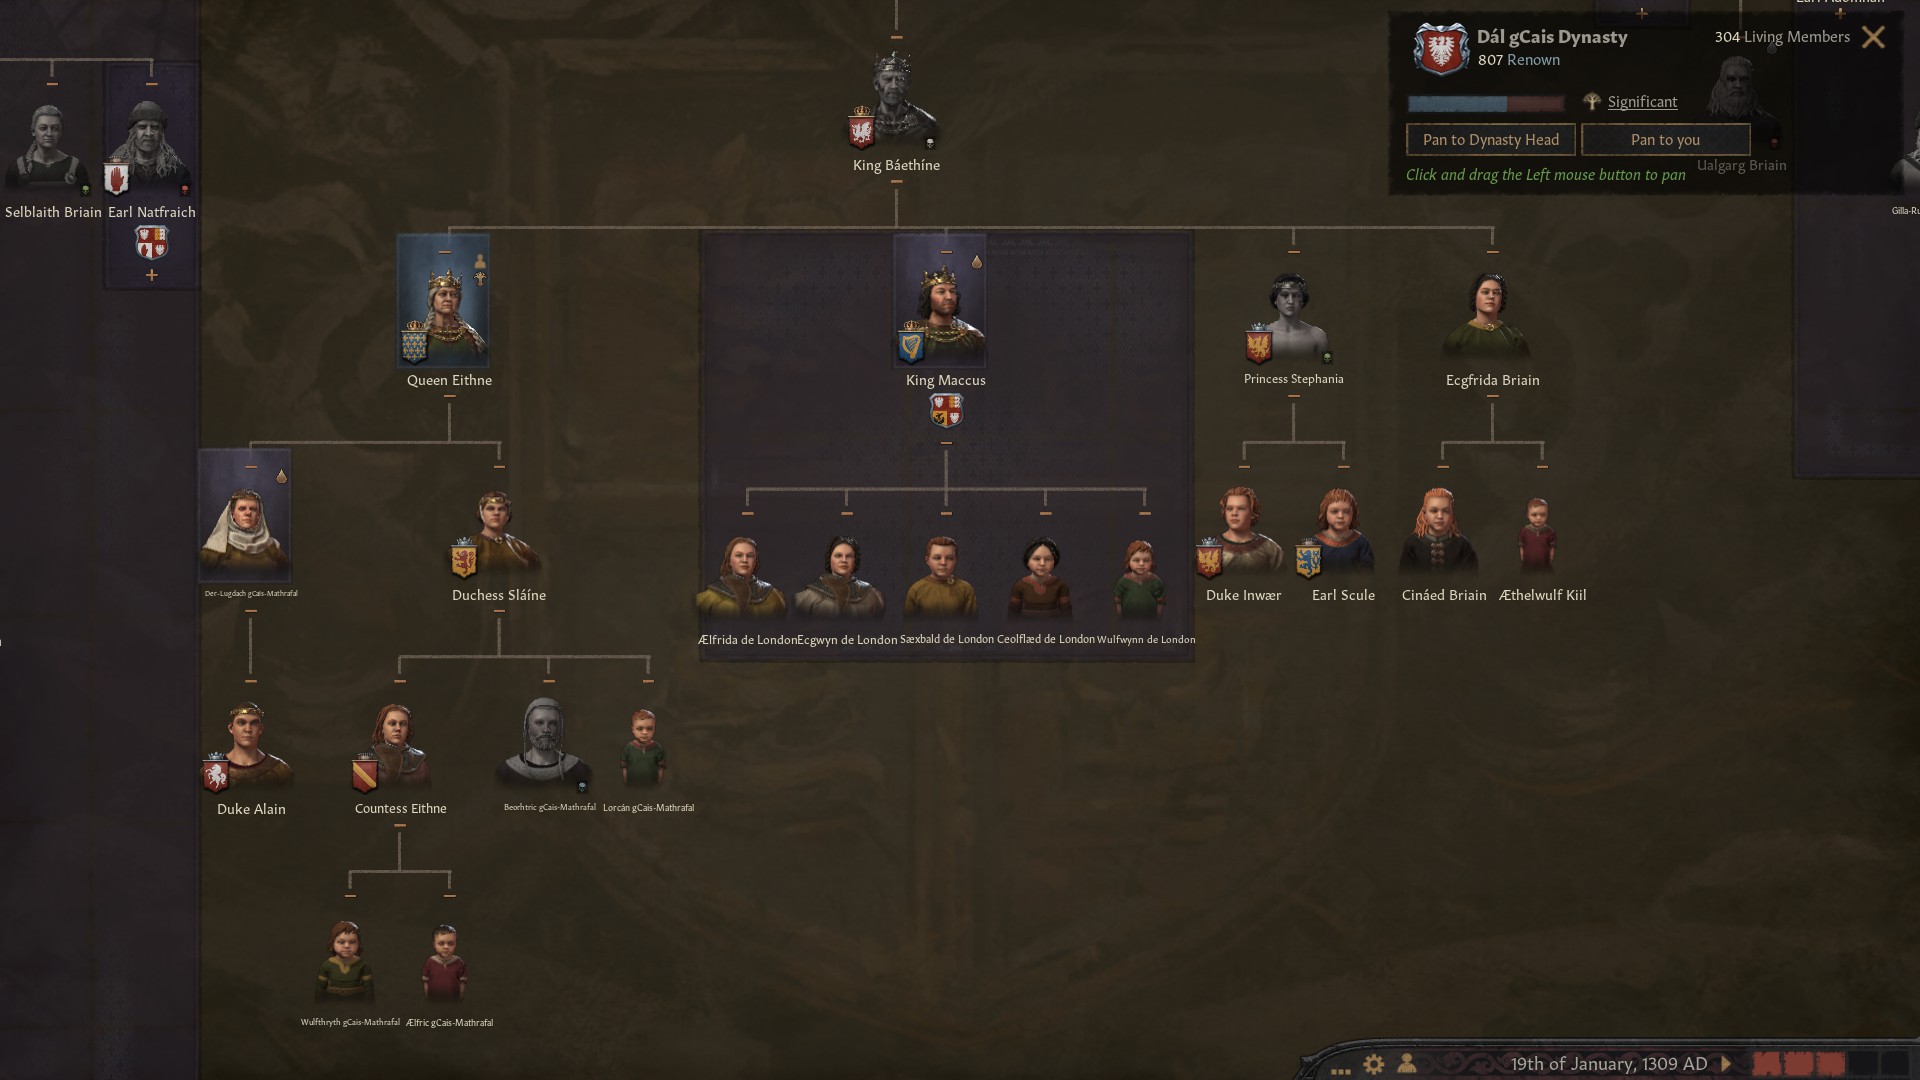 Dál gCais Dynasty
304 Living Members
807 Renown
Significant
Pan to Dynasty Head
Pan to you
Click and drag the Left mouse button to pan
Ualgarg Briain
King Báethíne
Selblaith Briain
Earl Natfraich
Queen Eithne
King Maccus
Princess Stephania
Ecgfrida Briain
Der-Lugdach gCais-Mathrafal
Duchess Sláíne
Duke Inwær
Earl Scule
Cináed Briain
Æthelwulf Kiil
Ælfrida de London
Ecgwyn de London
Sæxbald de London
Ceolflæd de London
Wulfwynn de London
Duke Alain
Countess Eithne
Beorhtric gCais-Mathrafal
Lorcán gCais-Mathrafal
Wulfthryth gCais-Mathrafal
Ælfric gCais-Mathrafal
...
19th of January, 1309 AD